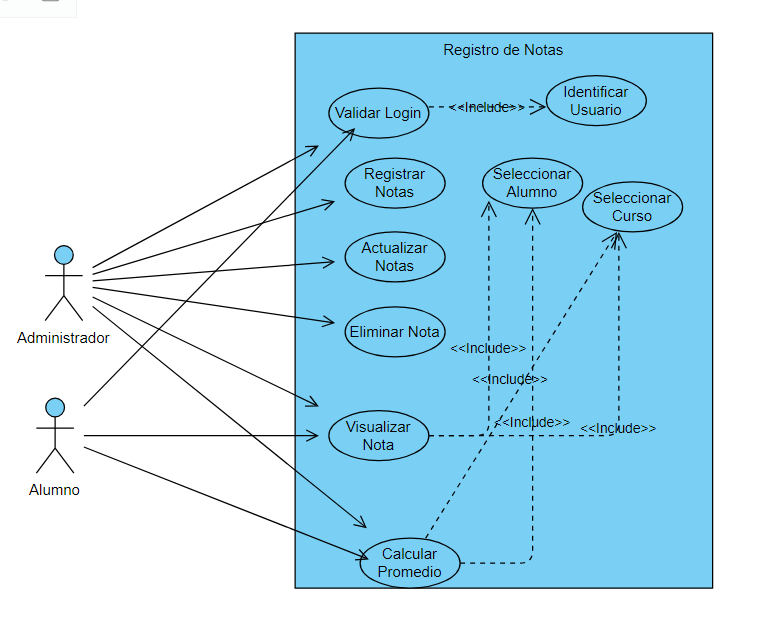 Registro de Notas
Validar Login
<<Include>>
Identificar
Usuario
Registrar
Notas
Seleccionar
Alumno
Seleccionar
Curso
Actualizar
Notas
Administrador
Eliminar Nota
<<Include>>
<<Include>>
Visualizar
Nota
<<Include>>
<<Include>>
Alumno
Calcular
Promedio